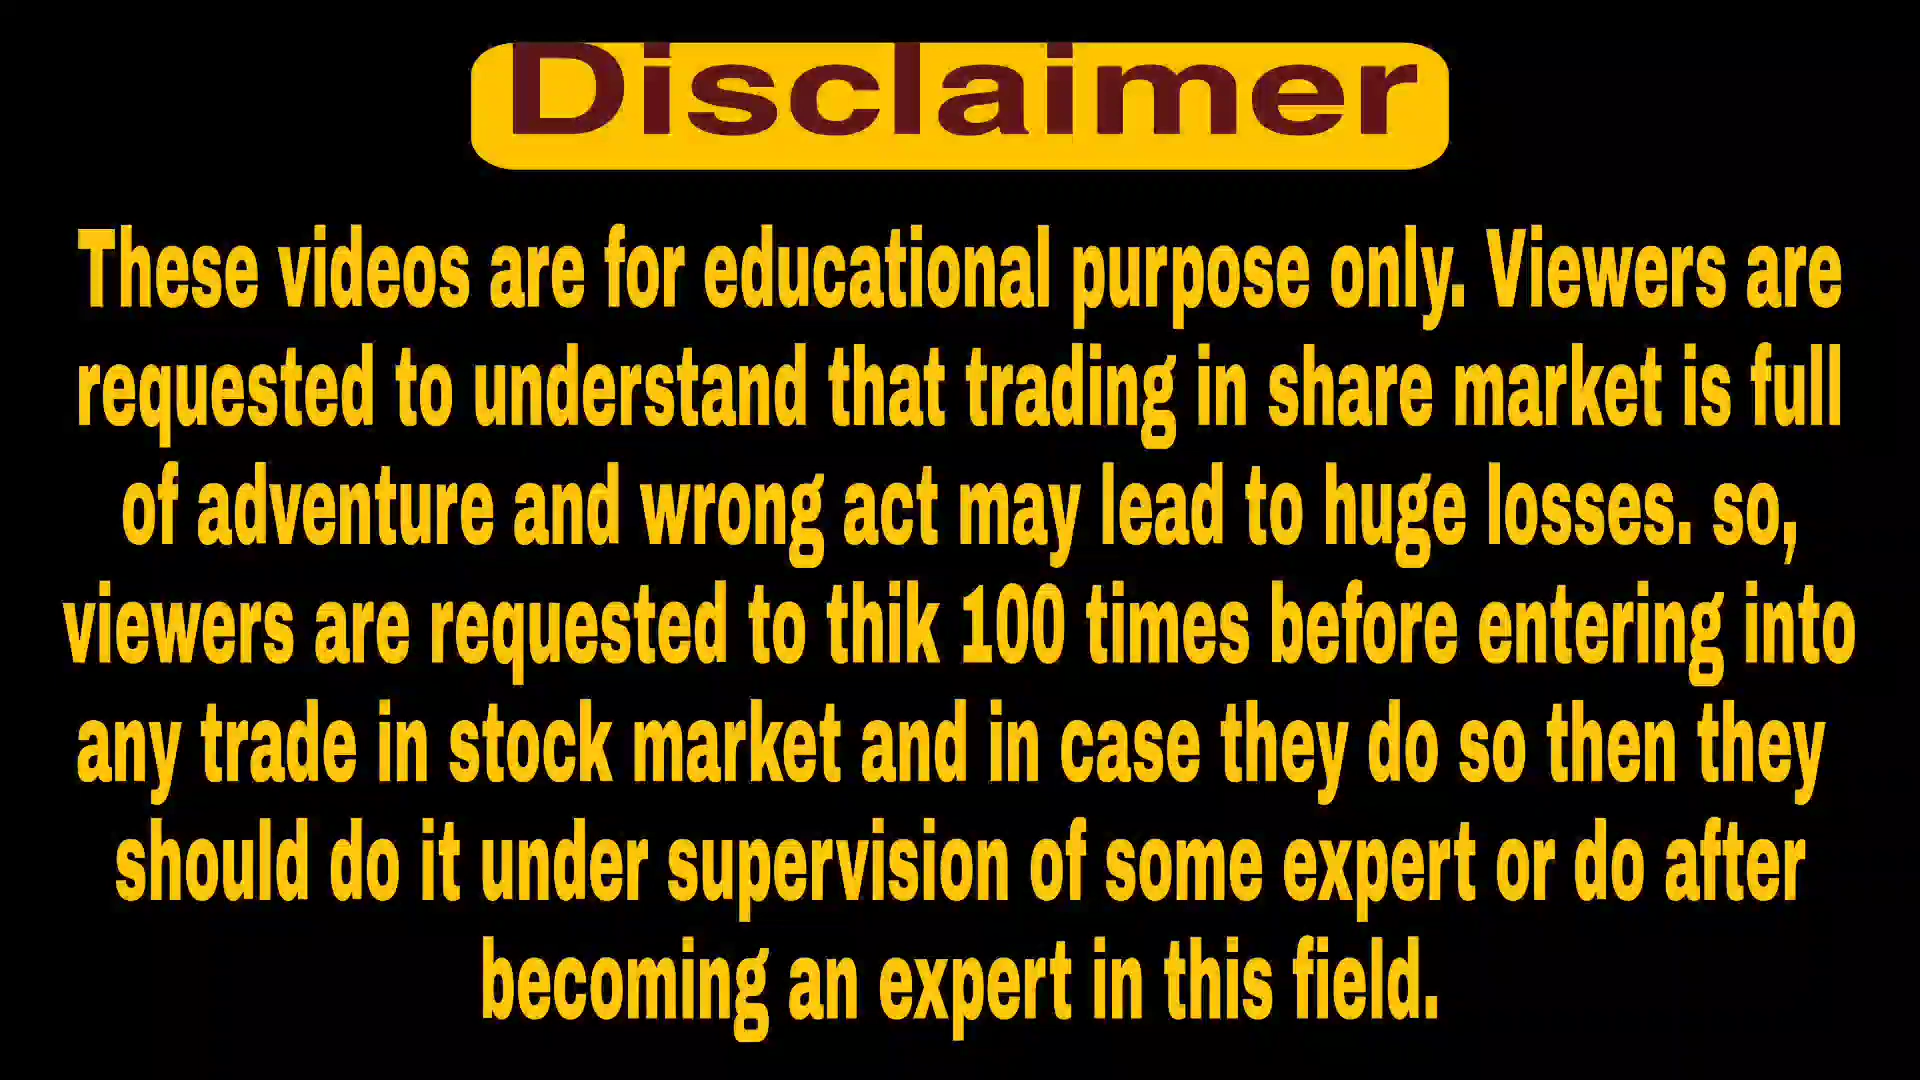 Disclaimer
These videos are for educational purpose only. Viewers are
requested to understand that trading in share market is full
of adventure and wrong act may lead to huge losses. so,
viewers are requested to thik 100 times before entering into
any trade in stock market and in case they do so then they
should do it under supervision of some expert or do after
becoming an expert in this field.